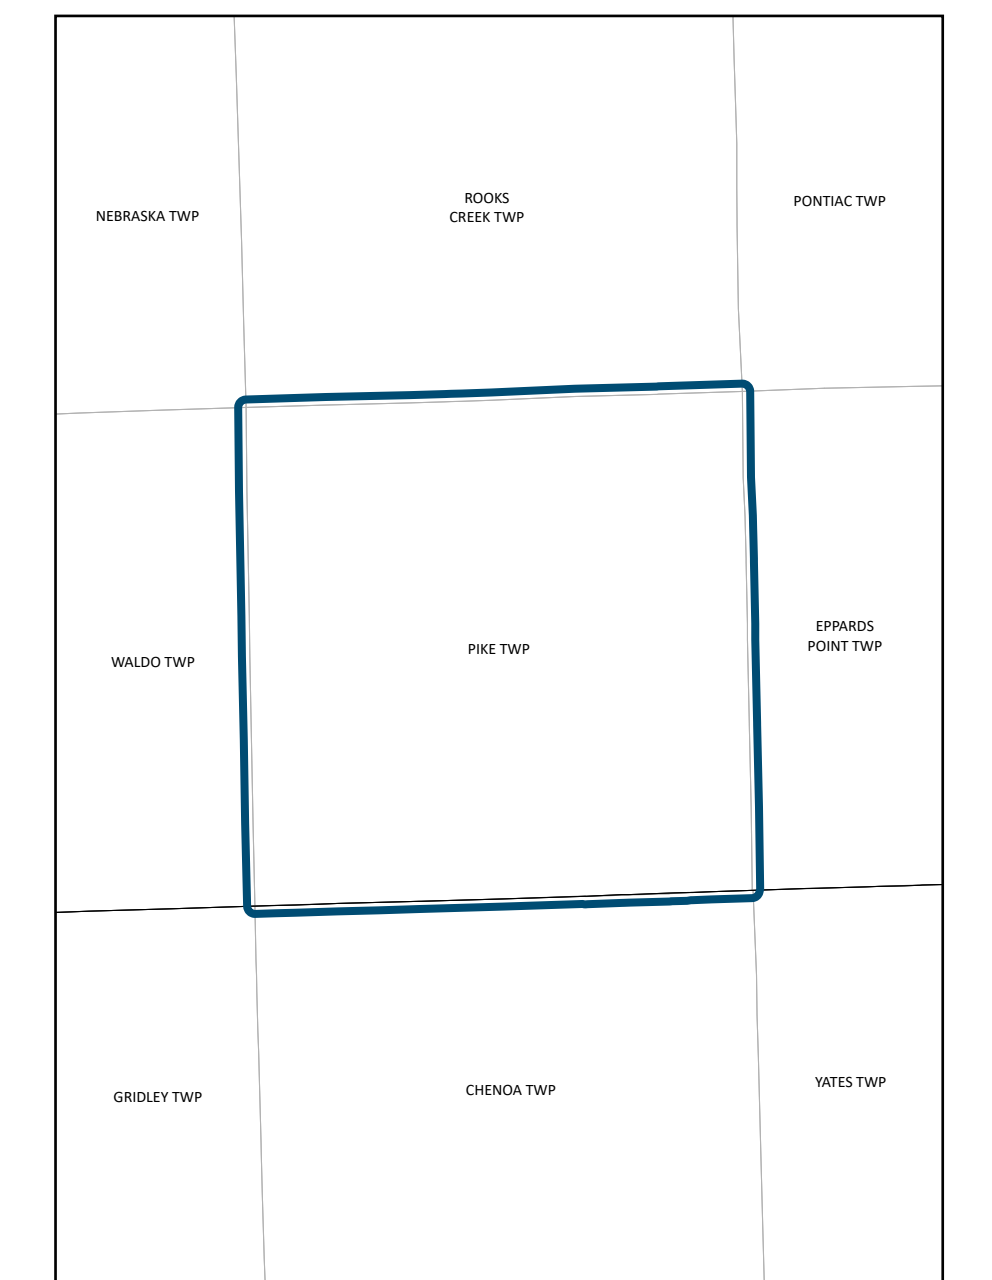 NEBRASKA TWP
ROOKS
CREEK TWP
PONTIAC TWP
WALDO TWP
PIKE TWP
EPPARDS
POINT TWP
GRIDLEY TWP
CHENOA TWP
YATES TWP